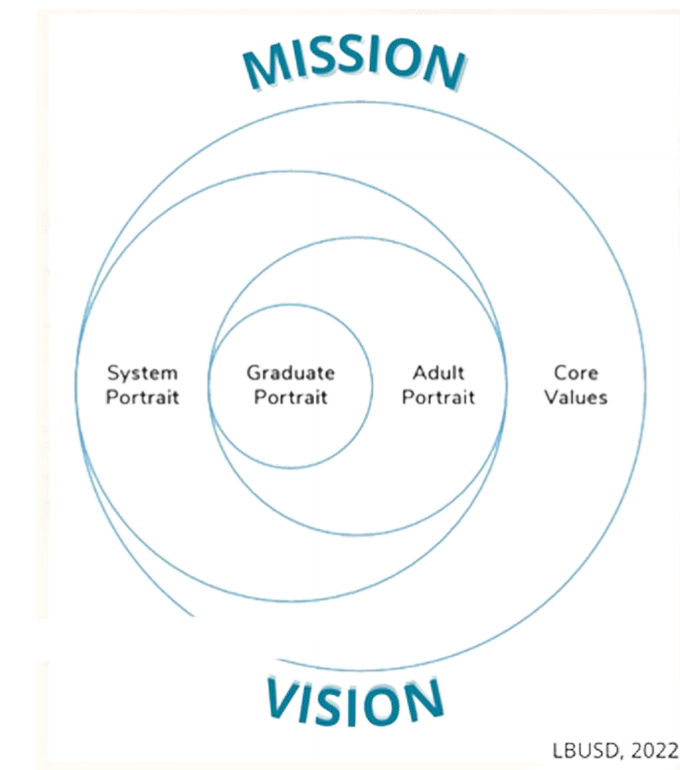 MISSION
System Portrait
Graduate Portrait
Adult Portrait
Core Values
VISION
LBUSD, 2022